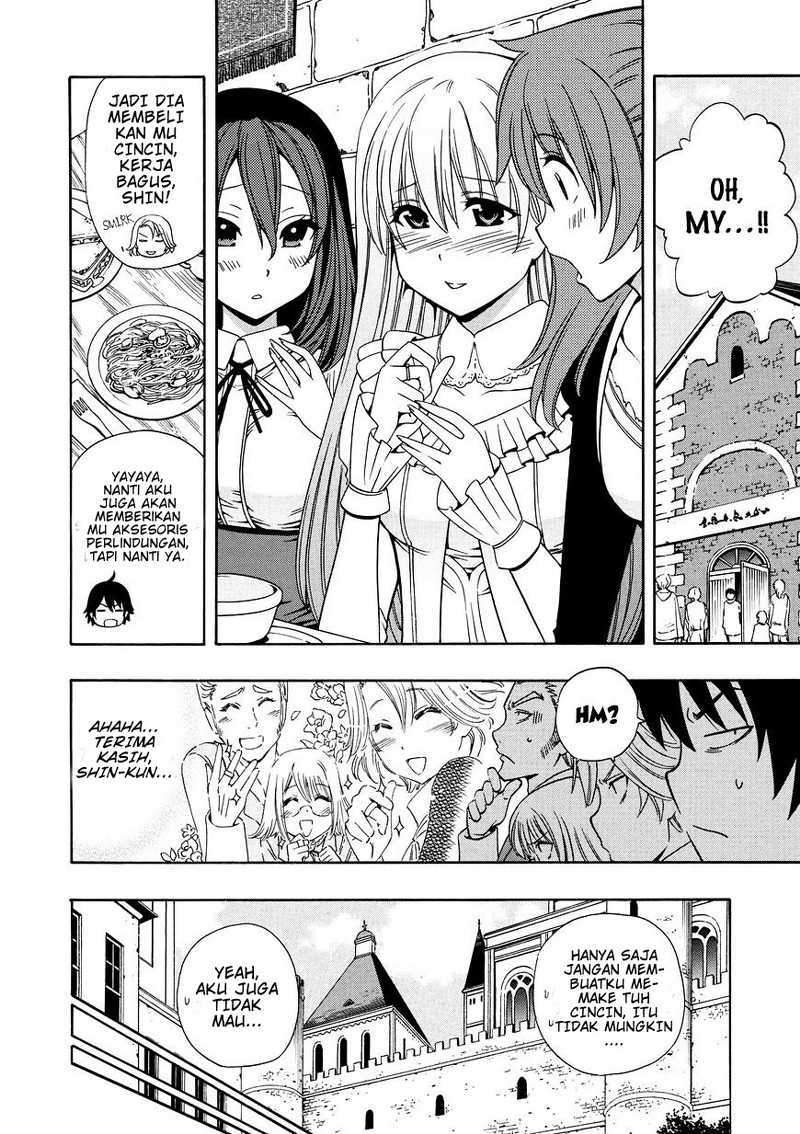 OH,
MY...!!
JADI DIA
MEMBELI
KAN MU
CINCIN,
KERJA
BAGUS,
SHIN!
SMIRK
YAYAYA,
NANTI AKU
JUGA AKAN
MEMBERIKAN
MU AKSESORIS
PERLINDUNGAN,
TAPI NANTI YA.
HM?
AHAHA...
TERIMA
KASIH,
SHIN-KUN...
HANYA SAJA
JANGAN MEM-
BUATKU ME-
MAKE TUH
CINCIN, ITU
TIDAK MUNGKIN
....
YEAH,
AKU JUGA
TIDAK
MAU...